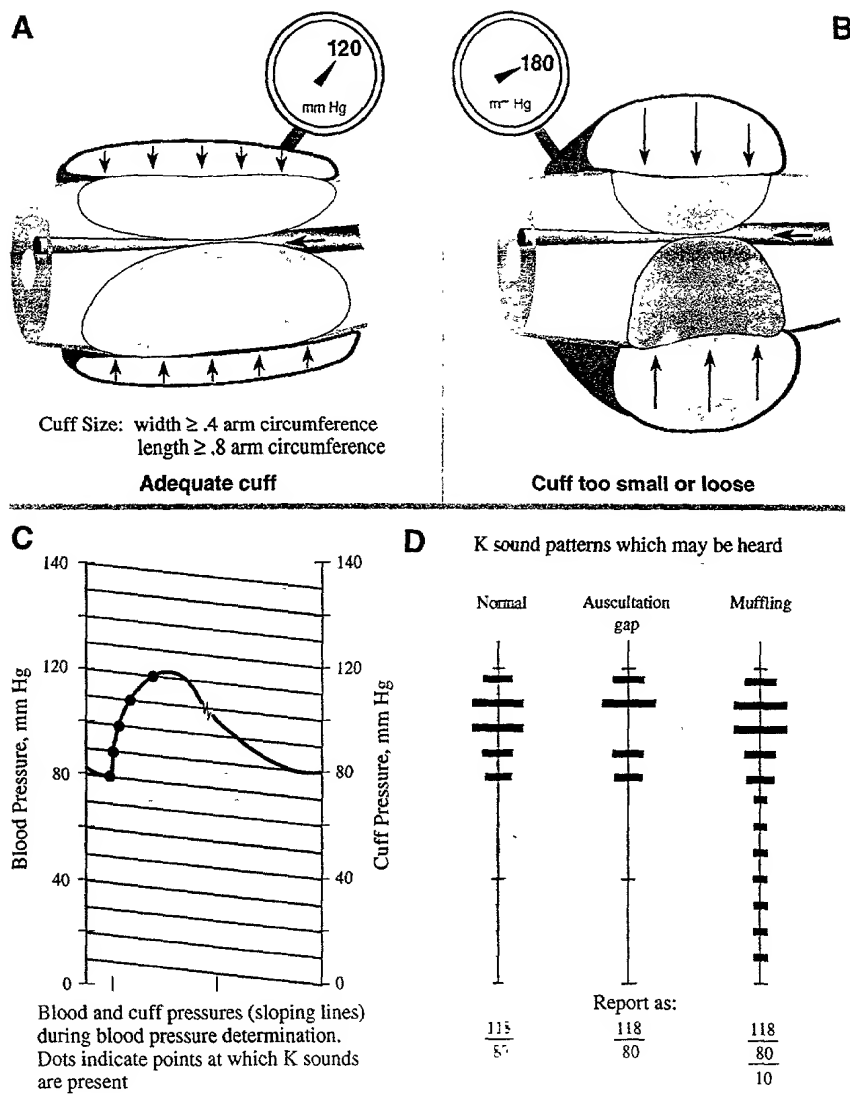 A
B
120
mm Hg
180
Hg
Cuff Size: width ≥ .4 arm circumference
length ≥ .8 arm circumference
Adequate cuff
Cuff too small or loose
C
D
K sound patterns which may be heard
140
140
120
120
80
80
40
40
0
0
Blood Pressure, mm Hg
Cuff Pressure, mm Hg
Normal
Auscultation
gap
Muffling
Blood and cuff pressures (sloping lines)
during blood pressure determination.
Dots indicate points at which K sounds
are present
Report as:
118
80
118
80
10